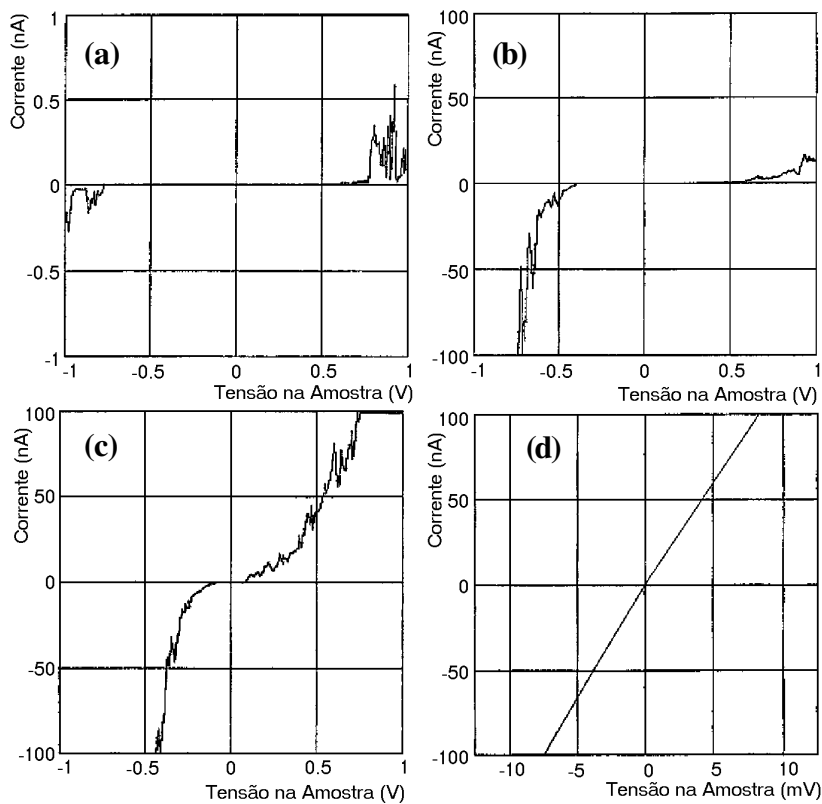 (a)
Corrente (nA)
1
0.5
0
-0.5
-1
-1 -0.5 0 0.5 1
Tensão na Amostra (V)
(b)
Corrente (nA)
100
50
0
-50
-100
-1 -0.5 0 0.5 1
Tensão na Amostra (V)
(c)
Corrente (nA)
100
50
0
-50
-100
-1 -0.5 0 0.5 1
Tensão na Amostra (V)
(d)
Corrente (nA)
100
50
0
-50
-100
-10 -5 0 5 10
Tensão na Amostra (mV)